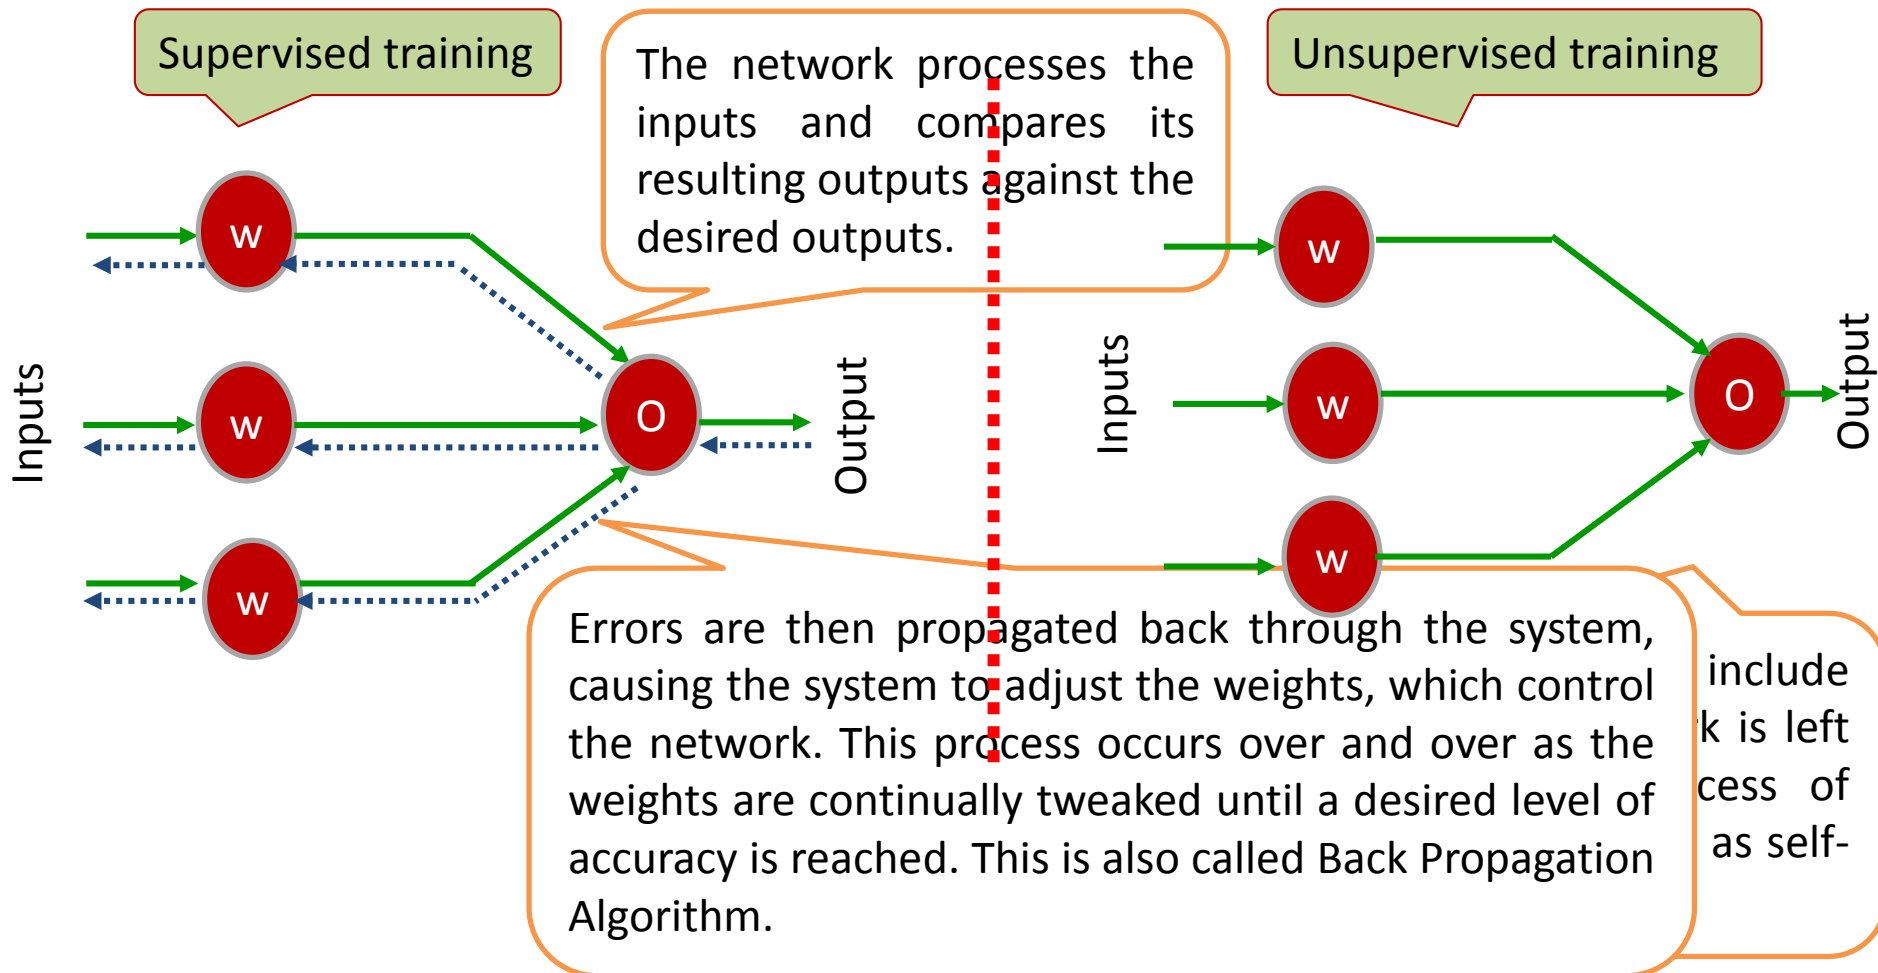 Supervised training
The network processes the
inputs and compares its
resulting outputs against the
desired outputs.
Unsupervised training
Inputs
w
w
w
O
Output
Inputs
w
w
w
O
Output
Errors are then propagated back through the system,
causing the system to adjust the weights, which control
the network. This process occurs over and over as the
weights are continually tweaked until a desired level of
accuracy is reached. This is also called Back Propagation
Algorithm.
include
is left
of
as self-